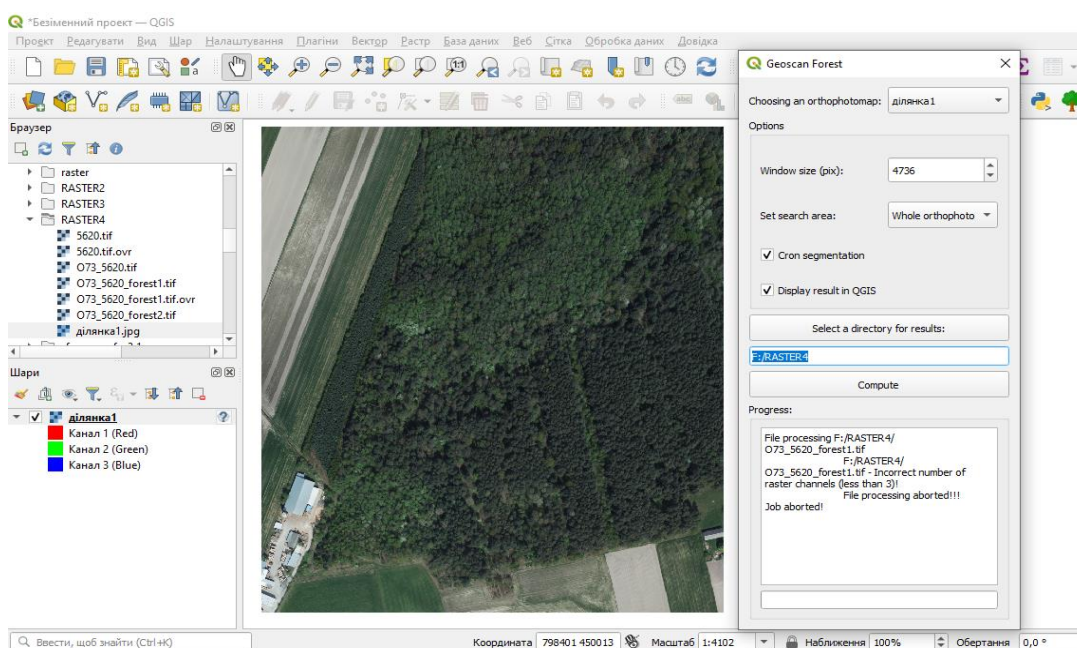 *Безіменний проект — QGIS
Проект Редагувати Вид Шар Налаштування Плагіни Вектор Растр База даних Веб Сітка Обробка даних Довідка
Браузер
raster
RASTER2
RASTER3
RASTER4
5620.tif
5620.tif.ovr
O73_5620.tif
O73_5620_forest1.tif
O73_5620_forest1.tif.ovr
O73_5620_forest2.tif
ділянка1.jpg
Шари
ділянка1
Канал 1 (Red)
Канал 2 (Green)
Канал 3 (Blue)
Geoscan Forest
Choosing an orthophotomap: ділянка1
Options
Window size (pix): 4736
Set search area: Whole orthophoto
Cron segmentation
Display result in QGIS
Select a directory for results:
F:/RASTER4
Compute
Progress:
File processing F:/RASTER4/
O73_5620_forest1.tif
F:/RASTER4/
O73_5620_forest1.tif - Incorrect number of
raster channels (less than 3)!
File processing aborted!!!
Job aborted!
Ввести, щоб знайти (Ctrl+K) Координата 798401 450013 Масштаб 1:4102 Наближення 100% Обертання 0,0 °